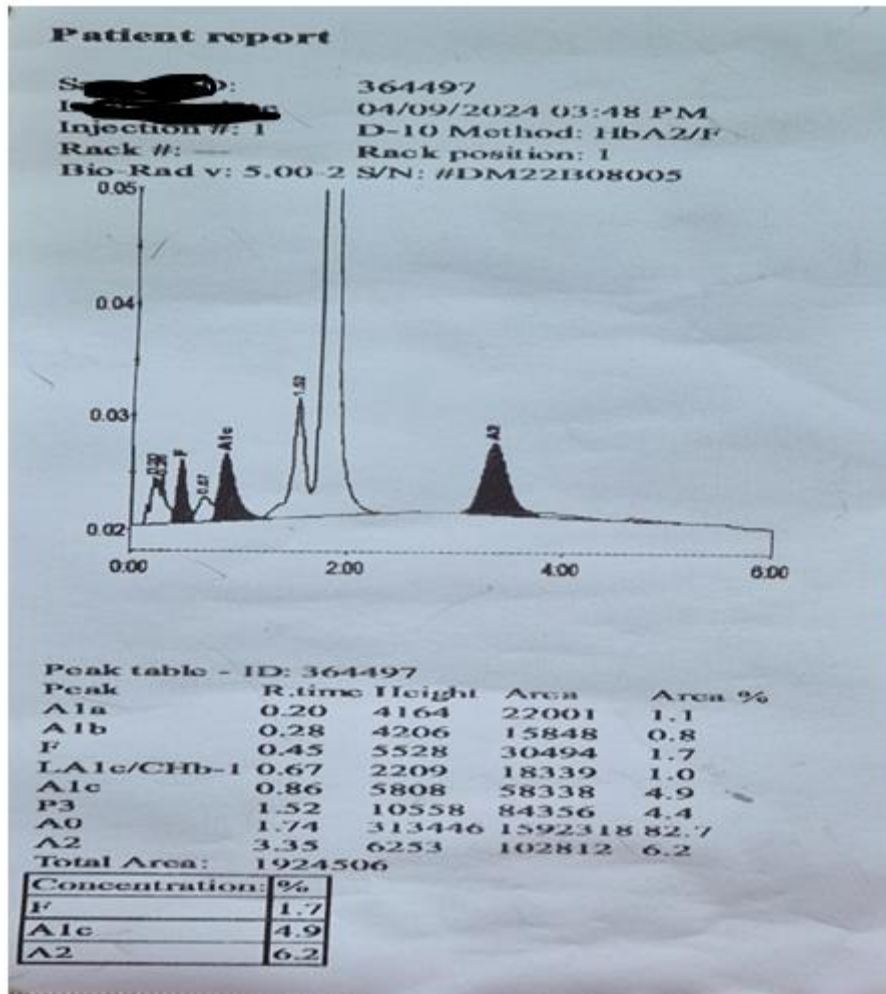 Patient report
364497
04/09/2024 03:48 PM
Injection #: 1 D-10 Method: HbA2/F
Rack #: --- Rack position: 1
Bio-Rad v: 5.00-2 S/N: #DM22B08005
0.05
0.04
0.03
0.02
F
0.67
A1c
1.52
A2
0.00 2.00 4.00 6.00
Peak table - ID: 364497
Peak R.time Height Area Area %
A1a 0.20 4164 22001 1.1
A1b 0.28 4206 15848 0.8
F 0.45 5528 30494 1.7
LA1c/CHb-1 0.67 2209 18339 1.0
A1c 0.86 5808 58338 4.9
P3 1.52 10558 84356 4.4
A0 1.74 313446 1592318 82.7
A2 3.35 6253 102812 6.2
Total Area: 1924506
Concentration: %
F 1.7
A1c 4.9
A2 6.2